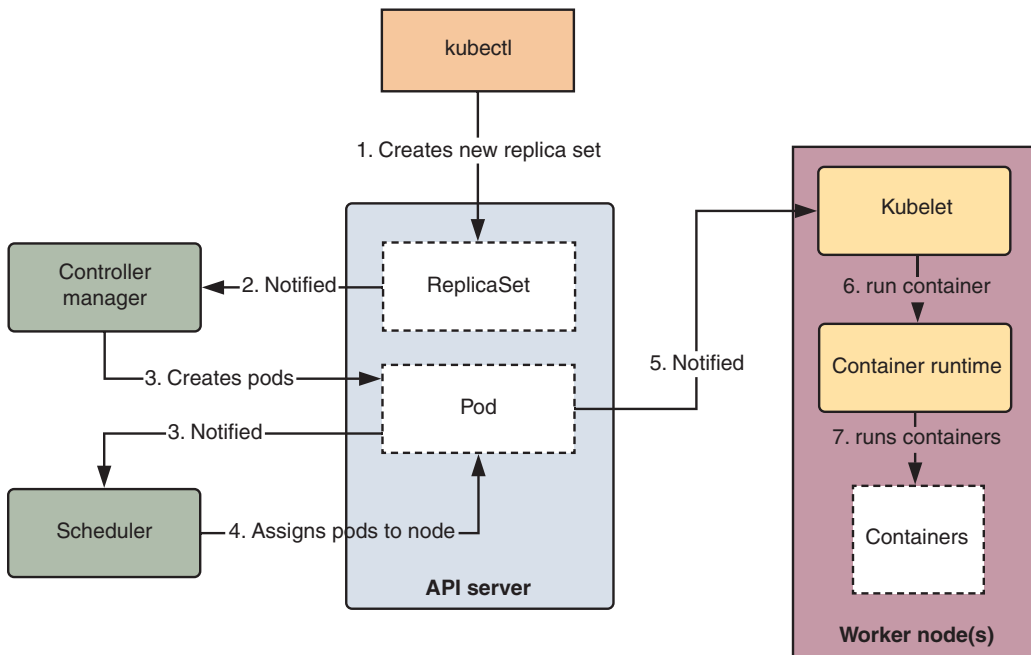 kubectl
1. Creates new replica set
Kubelet
Controller
manager
2. Notified
ReplicaSet
6. run container
3. Creates pods
5. Notified
Container runtime
Pod
3. Notified
7. runs containers
Scheduler
4. Assigns pods to node
Containers
API server
Worker node(s)